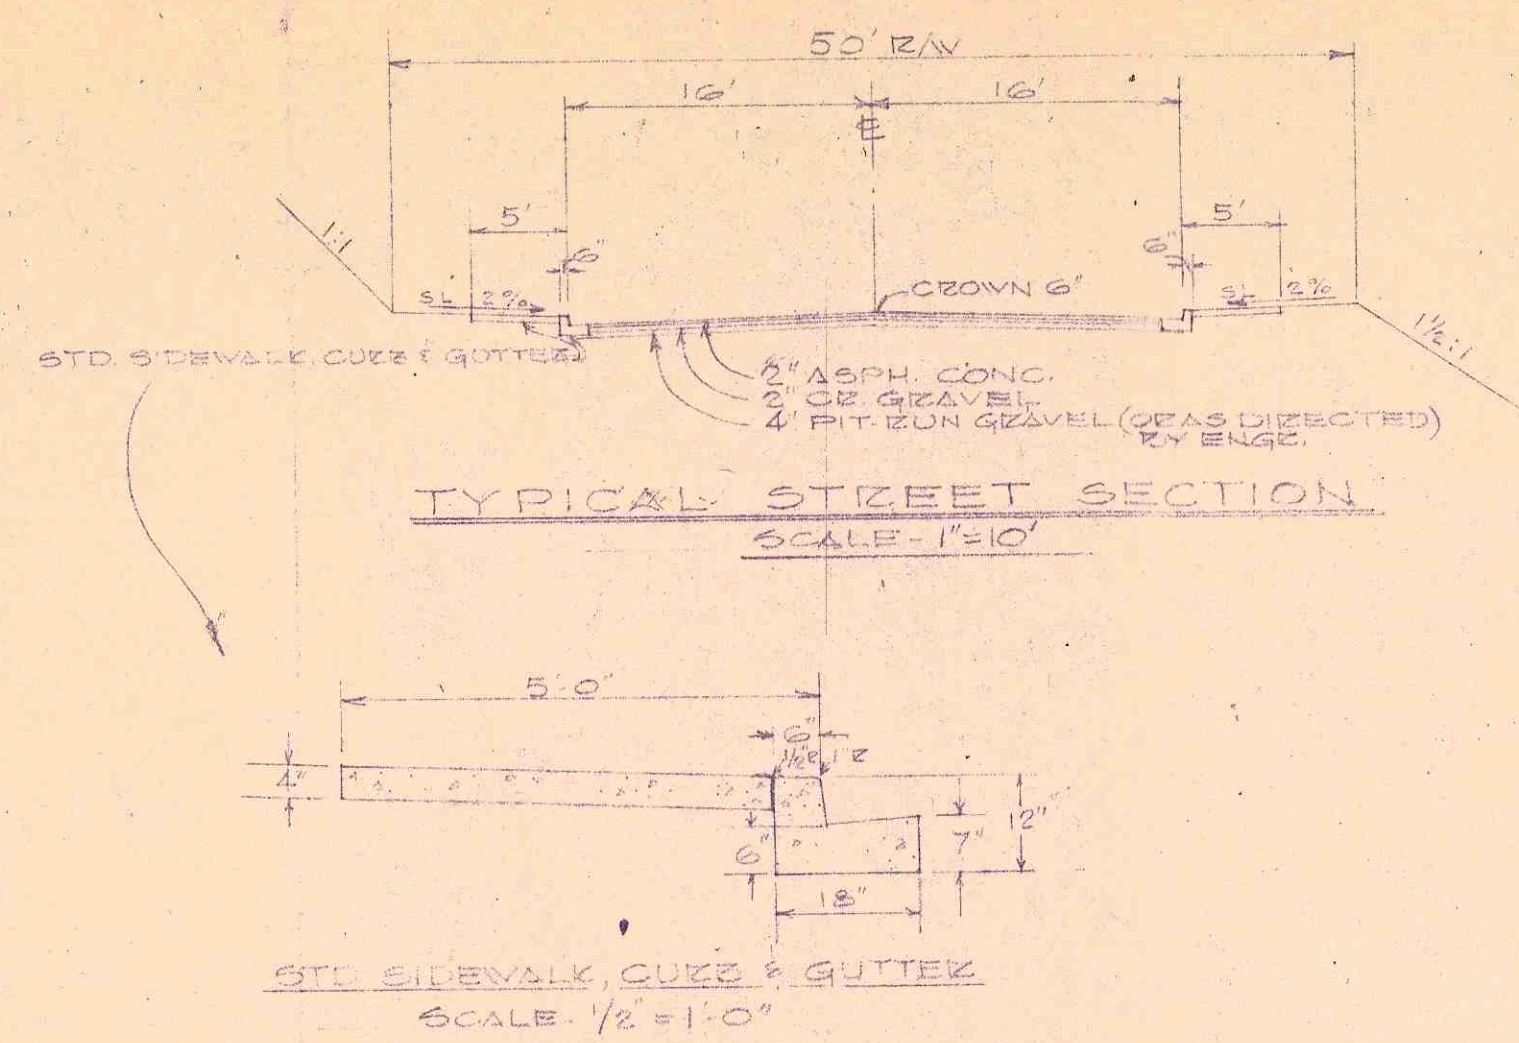 50' R/W
16' 16'
℄
5' 5'
6" 6"
1:1
SL 2% SL 2%
CROWN 6"
1½:1
STD. SIDEWALK, CURB & GUTTER
2" ASPH. CONC.
2" CR. GRAVEL
4" PIT-RUN GRAVEL (OR AS DIRECTED)
BY ENGR.
TYPICAL STREET SECTION
SCALE - 1"=10'
5'-0"
6"
½"R 1"R
4"
12"
7"
6"
18"
STD. SIDEWALK, CURB & GUTTER
SCALE - ½" = 1'-0"